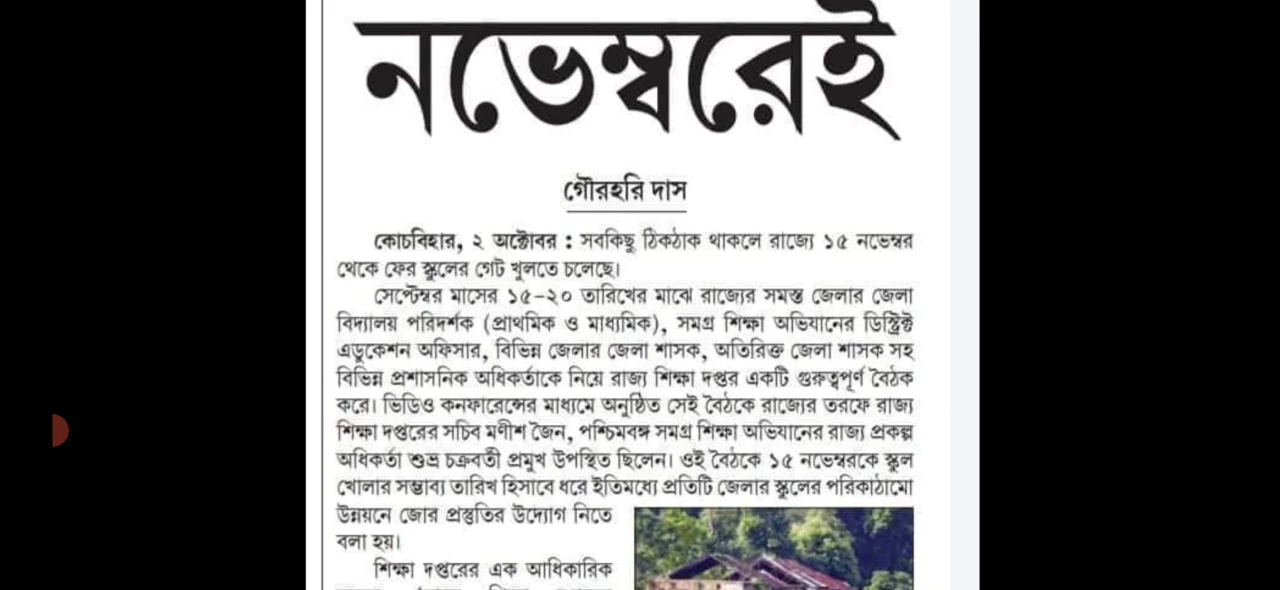 নভেম্বরেই
গৌরহরি দাস
কোচবিহার, ২ অক্টোবর : সবকিছু ঠিকঠাক থাকলে রাজ্যে ১৫ নভেম্বর
থেকে ফের স্কুলের গেট খুলতে চলেছে।
সেপ্টেম্বর মাসের ১৫-২০ তারিখের মাঝে রাজ্যের সমস্ত জেলার জেলা
বিদ্যালয় পরিদর্শক (প্রাথমিক ও মাধ্যমিক), সমগ্র শিক্ষা অভিযানের ডিস্ট্রিক্ট
এডুকেশন অফিসার, বিভিন্ন জেলার জেলা শাসক, অতিরিক্ত জেলা শাসক সহ
বিভিন্ন প্রশাসনিক অধিকর্তাকে নিয়ে রাজ্য শিক্ষা দপ্তর একটি গুরুত্বপূর্ণ বৈঠক
করে। ভিডিও কনফারেন্সের মাধ্যমে অনুষ্ঠিত সেই বৈঠকে রাজ্যের তরফে রাজ্য
শিক্ষা দপ্তরের সচিব মণীশ জৈন, পশ্চিমবঙ্গ সমগ্র শিক্ষা অভিযানের রাজ্য প্রকল্প
অধিকর্তা শুভ্র চক্রবর্তী প্রমুখ উপস্থিত ছিলেন। ওই বৈঠকে ১৫ নভেম্বরকে স্কুল
খোলার সম্ভাব্য তারিখ হিসাবে ধরে ইতিমধ্যে প্রতিটি জেলার স্কুলের পরিকাঠামো
উন্নয়নে জোর প্রস্তুতির উদ্যোগ নিতে
বলা হয়।
শিক্ষা দপ্তরের এক আধিকারিক